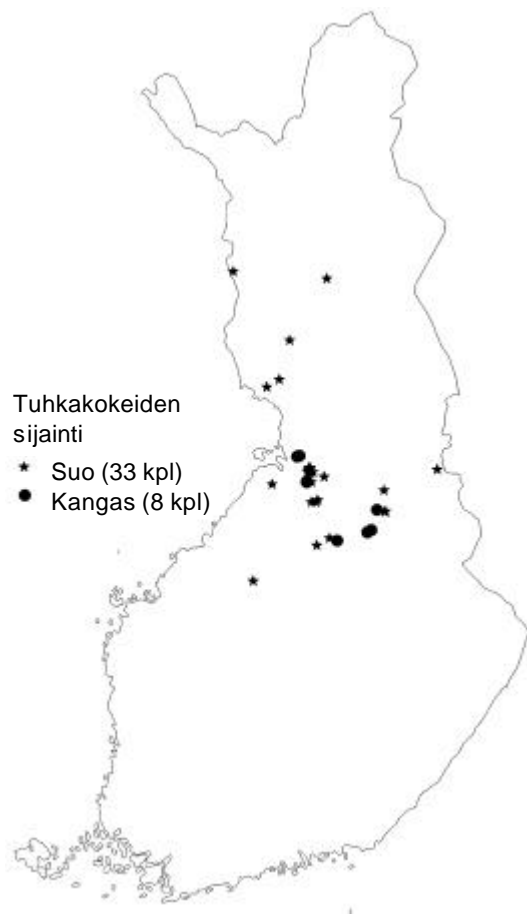 Tuhkakokeiden
sijainti
Suo (33 kpl)
Kangas (8 kpl)